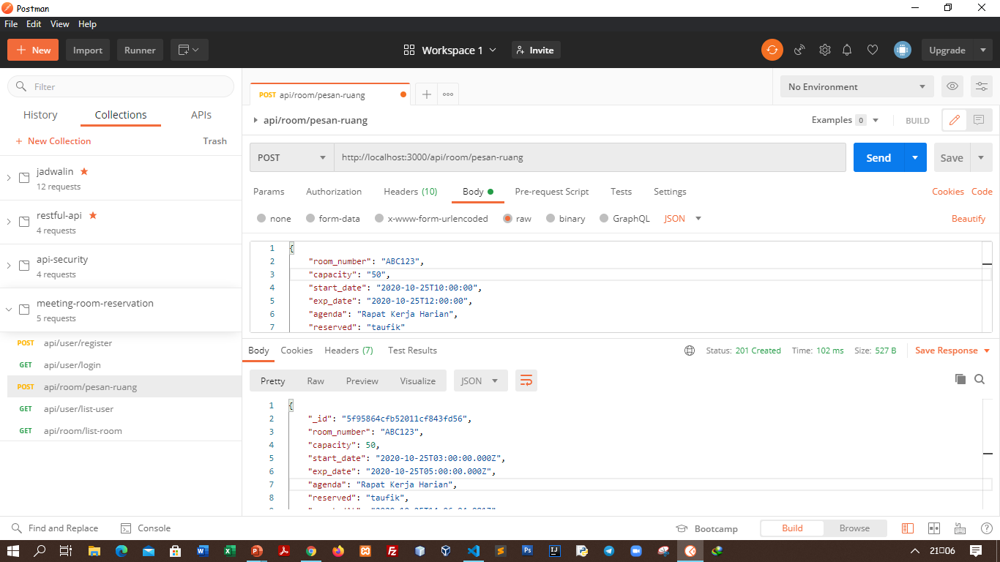 Postman
File Edit View Help
New Import Runner Workspace 1 Invite Upgrade
Filter
History Collections APIs
New Collection Trash
jadwalin
12 requests
restful-api
4 requests
api-security
4 requests
meeting-room-reservation
5 requests
POST api/user/register
GET api/user/login
POST api/room/pesan-ruang
GET api/user/list-user
GET api/room/list-room
POST api/room/pesan-ruang
No Environment
api/room/pesan-ruang Examples 0 BUILD
POST http://localhost:3000/api/room/pesan-ruang Send Save
Params Authorization Headers (10) Body Pre-request Script Tests Settings Cookies Code
none form-data x-www-form-urlencoded raw binary GraphQL JSON Beautify
1 {
2 "room_number": "ABC123",
3 "capacity": "50",
4 "start_date": "2020-10-25T10:00:00",
5 "exp_date": "2020-10-25T12:00:00",
6 "agenda": "Rapat Kerja Harian",
7 "reserved": "taufik"
Body Cookies Headers (7) Test Results Status: 201 Created Time: 102 ms Size: 527 B Save Response
Pretty Raw Preview Visualize JSON
1 {
2 "_id": "5f95864cfb52011cf843fd56",
3 "room_number": "ABC123",
4 "capacity": 50,
5 "start_date": "2020-10-25T03:00:00.000Z",
6 "exp_date": "2020-10-25T05:00:00.000Z",
7 "agenda": "Rapat Kerja Harian",
8 "reserved": "taufik",
Find and Replace Console Bootcamp Build Browse
21□06